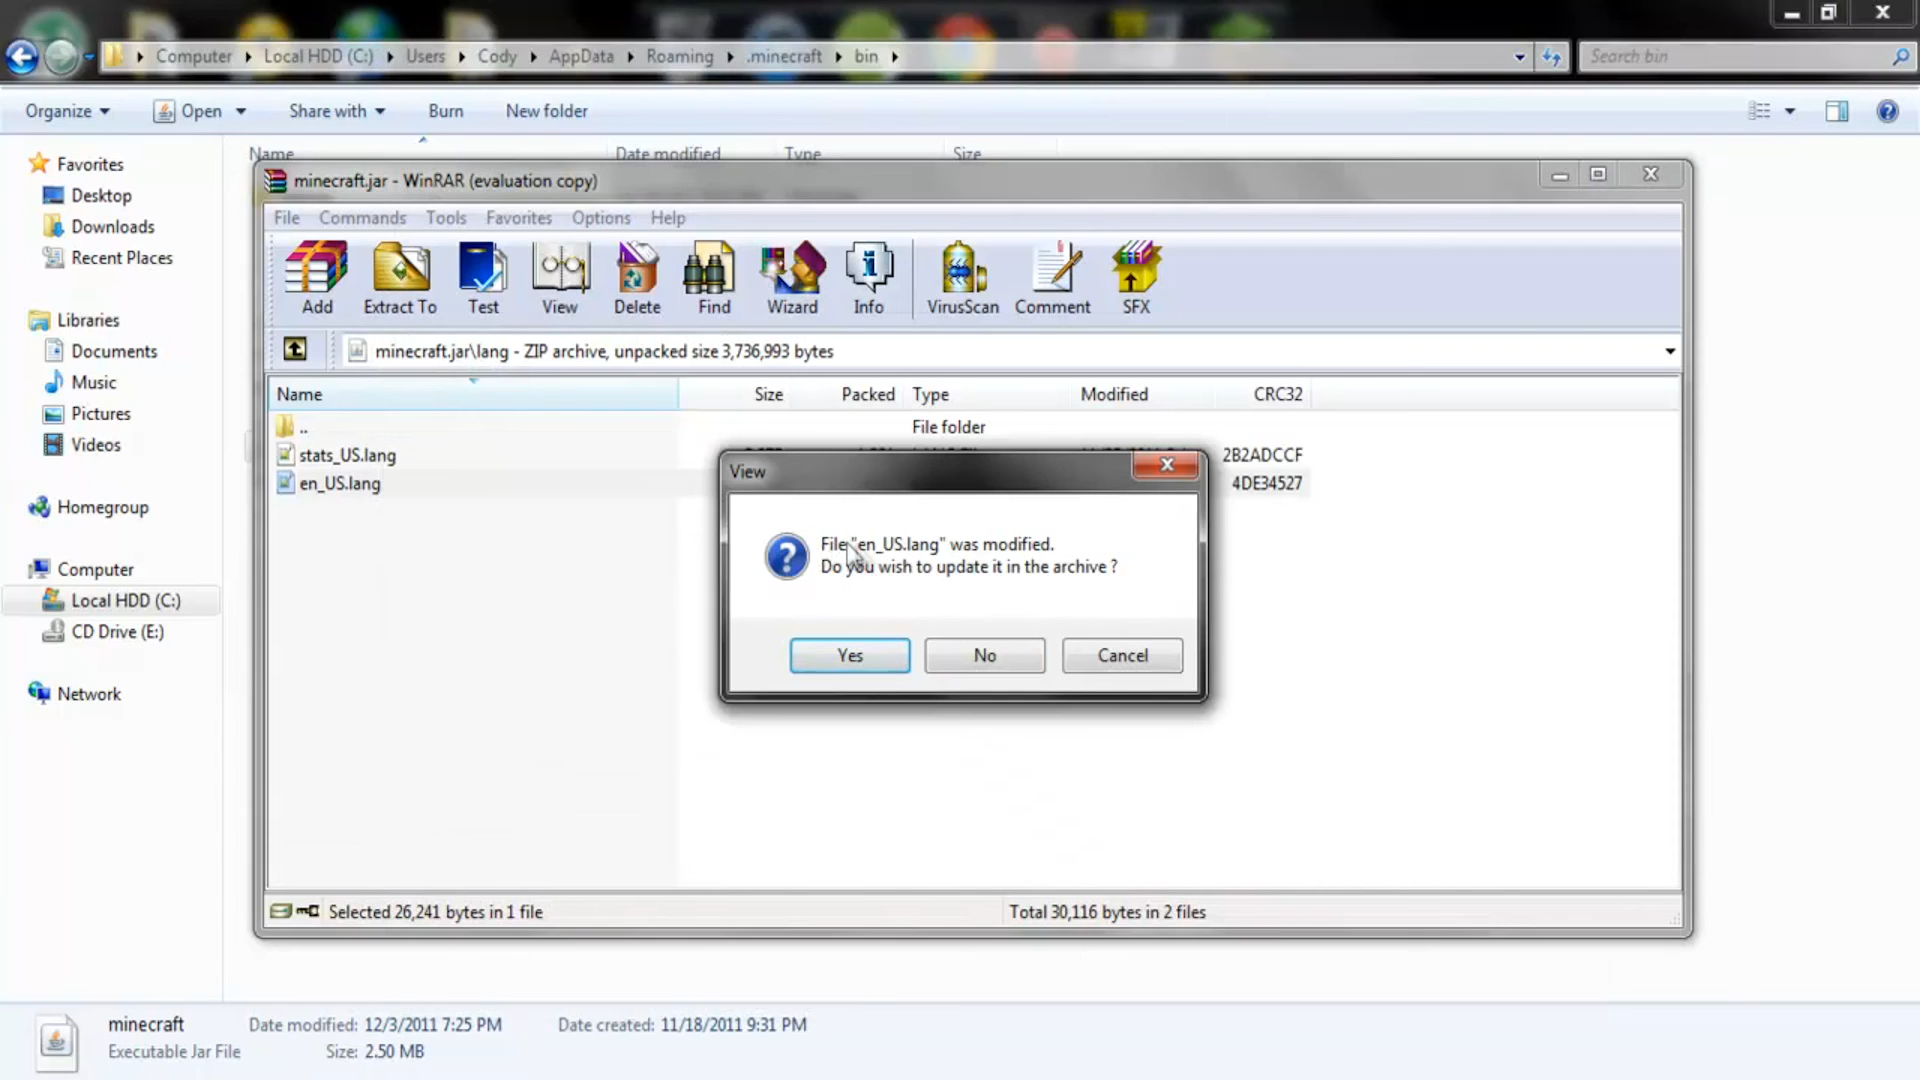 Computer Local HDD (C:) Users Cody AppData Roaming .minecraft bin
Search bin
Organize Open Share with Burn New folder
Name Date modified Type Size
Favorites
Desktop
Downloads
Recent Places
Libraries
Documents
Music
Pictures
Videos
Homegroup
Computer
Local HDD (C:)
CD Drive (E:)
Network
minecraft.jar - WinRAR (evaluation copy)
File Commands Tools Favorites Options Help
Add Extract To Test View Delete Find Wizard Info VirusScan Comment SFX
minecraft.jar\lang - ZIP archive, unpacked size 3,736,993 bytes
Name Size Packed Type Modified CRC32
.. File folder
stats_US.lang 2B2ADCCF
en_US.lang 4DE34527
View
File "en_US.lang" was modified.
Do you wish to update it in the archive ?
Yes No Cancel
Selected 26,241 bytes in 1 file Total 30,116 bytes in 2 files
minecraft Date modified: 12/3/2011 7:25 PM Date created: 11/18/2011 9:31 PM
Executable Jar File Size: 2.50 MB